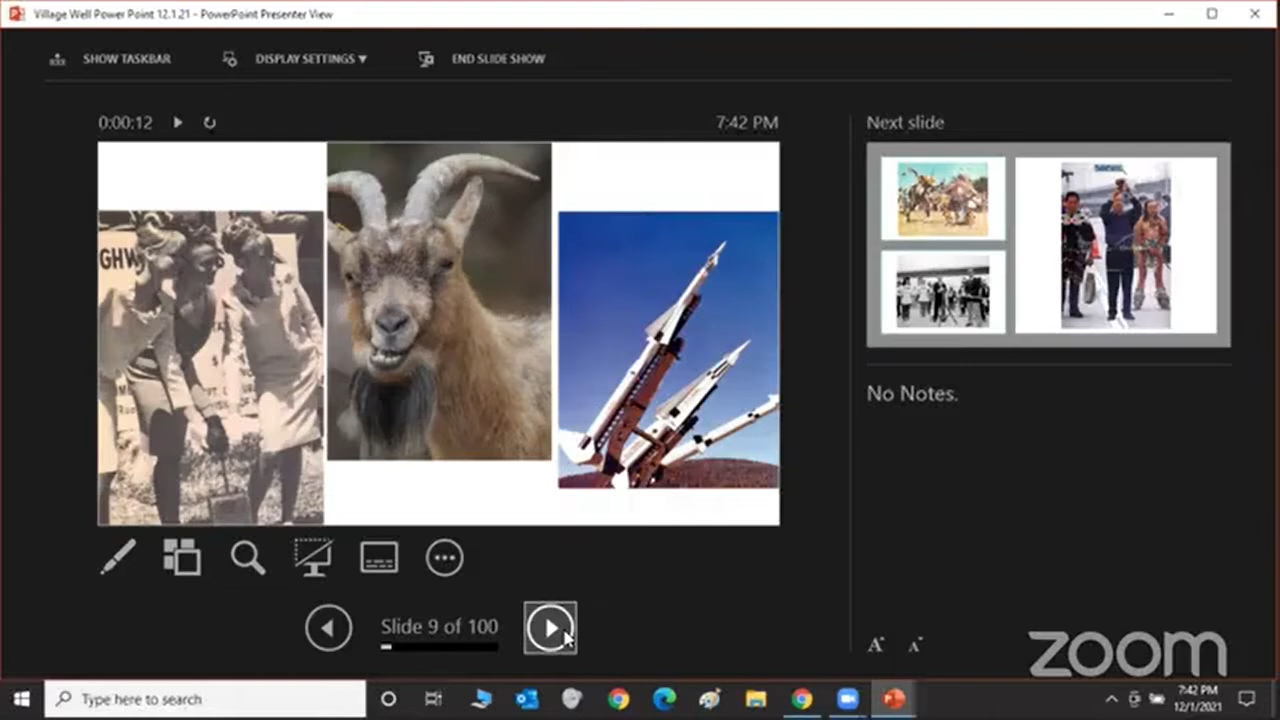 Village Well Power Point 12.1.21 - PowerPoint Presenter View
SHOW TASKBAR
DISPLAY SETTINGS
END SLIDE SHOW
0:00:12
7:42 PM
Next slide
GHW
No Notes.
Slide 9 of 100
A
A
zoom
Type here to search
7:42 PM
12/1/2021